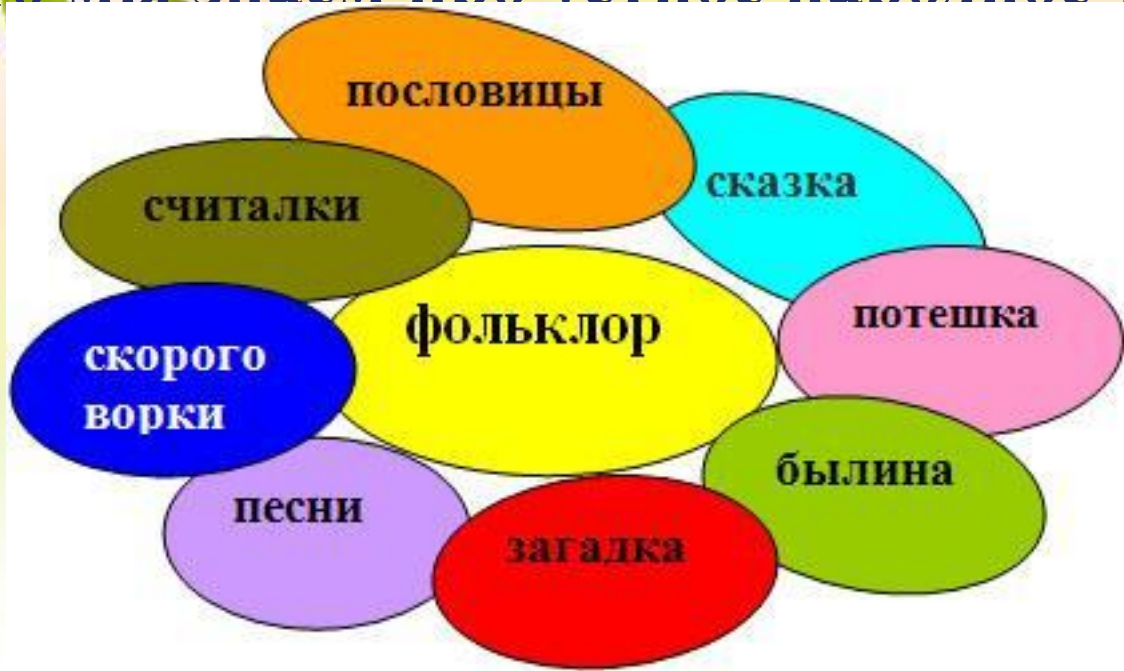 пословицы
сказка
считалки
потешка
фольклор
скорого
ворки
былина
песни
загадка